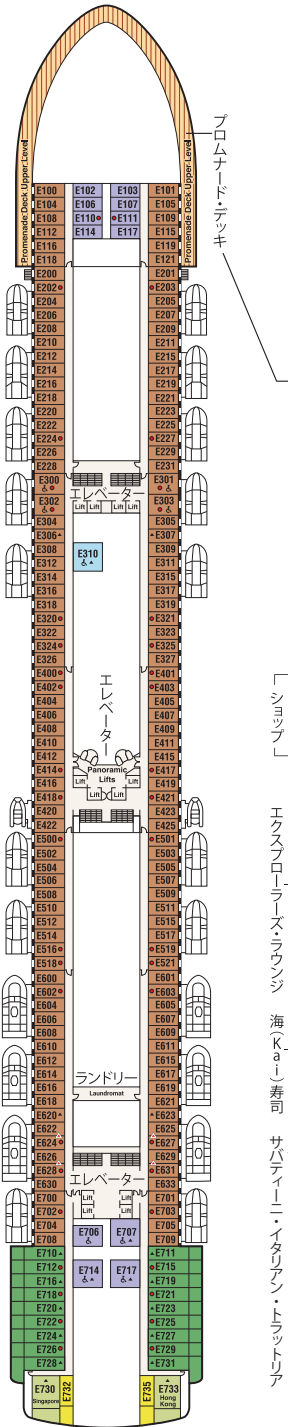 プロムナード・デッキ
Promenade Deck Upper Level
Promenade Deck Upper Level
E100 E102 E103 E101
E104 E106 E107 E105
E108 E110 E111 E109
E112 E114 E117 E115
E116 E119
E118 E121
E200 E201
E202 E203
E204 E205
E206 E207
E208 E209
E210 E211
E212 E215
E214 E217
E216 E219
E218 E221
E220 E223
E222 E225
E224 E227
E226 E229
E228 E231
E300 E301
エレベーター
E302 E303
Lift Lift Lift Lift
E304 E305
E306 E307
E308 E309
E310
E312 E311
E314 E315
E316 E317
E318 E319
E320 E321
E322 E323
E324 E325
E326 E327
E400 E401
E402 E403
E404 E405
E406 E407
E408 E409
E410 E411
E412 E415
E414 E417
エレベーター
Panoramic
Lifts
Lift Lift
E416 E419
Lift Lift
E418 E421
E420 E423
E422 E425
E500 E501
E502 E503
E504 E505
E506 E507
E508 E509
E510 E511
E512 E515
E514 E517
E516 E519
E518 E521
E600 E601
E602 E603
E604 E605
E606 E607
E608 E609
E610 E611
E612 E615
E614 E617
ランドリー
Laundromat
E616 E619
E618 E621
E620 E623
E622 E625
E624 E627
E626 E629
E628 E631
エレベーター
E630 E633
E700 Lift Lift E701
E702 Lift Lift E703
E704 E705
E706 E707
E708 E709
E710 E711
E712 E714 E717 E715
E716 E719
E718 E721
E720 E723
E722 E725
E724 E727
E726 E729
E728 E731
E730
Singapore
E732
E735
E733
Hong
Kong
ショップ
エクスプローラーズ・ラウンジ
海（Kai）寿司
サバティーニ・イタリアン・トラットリア